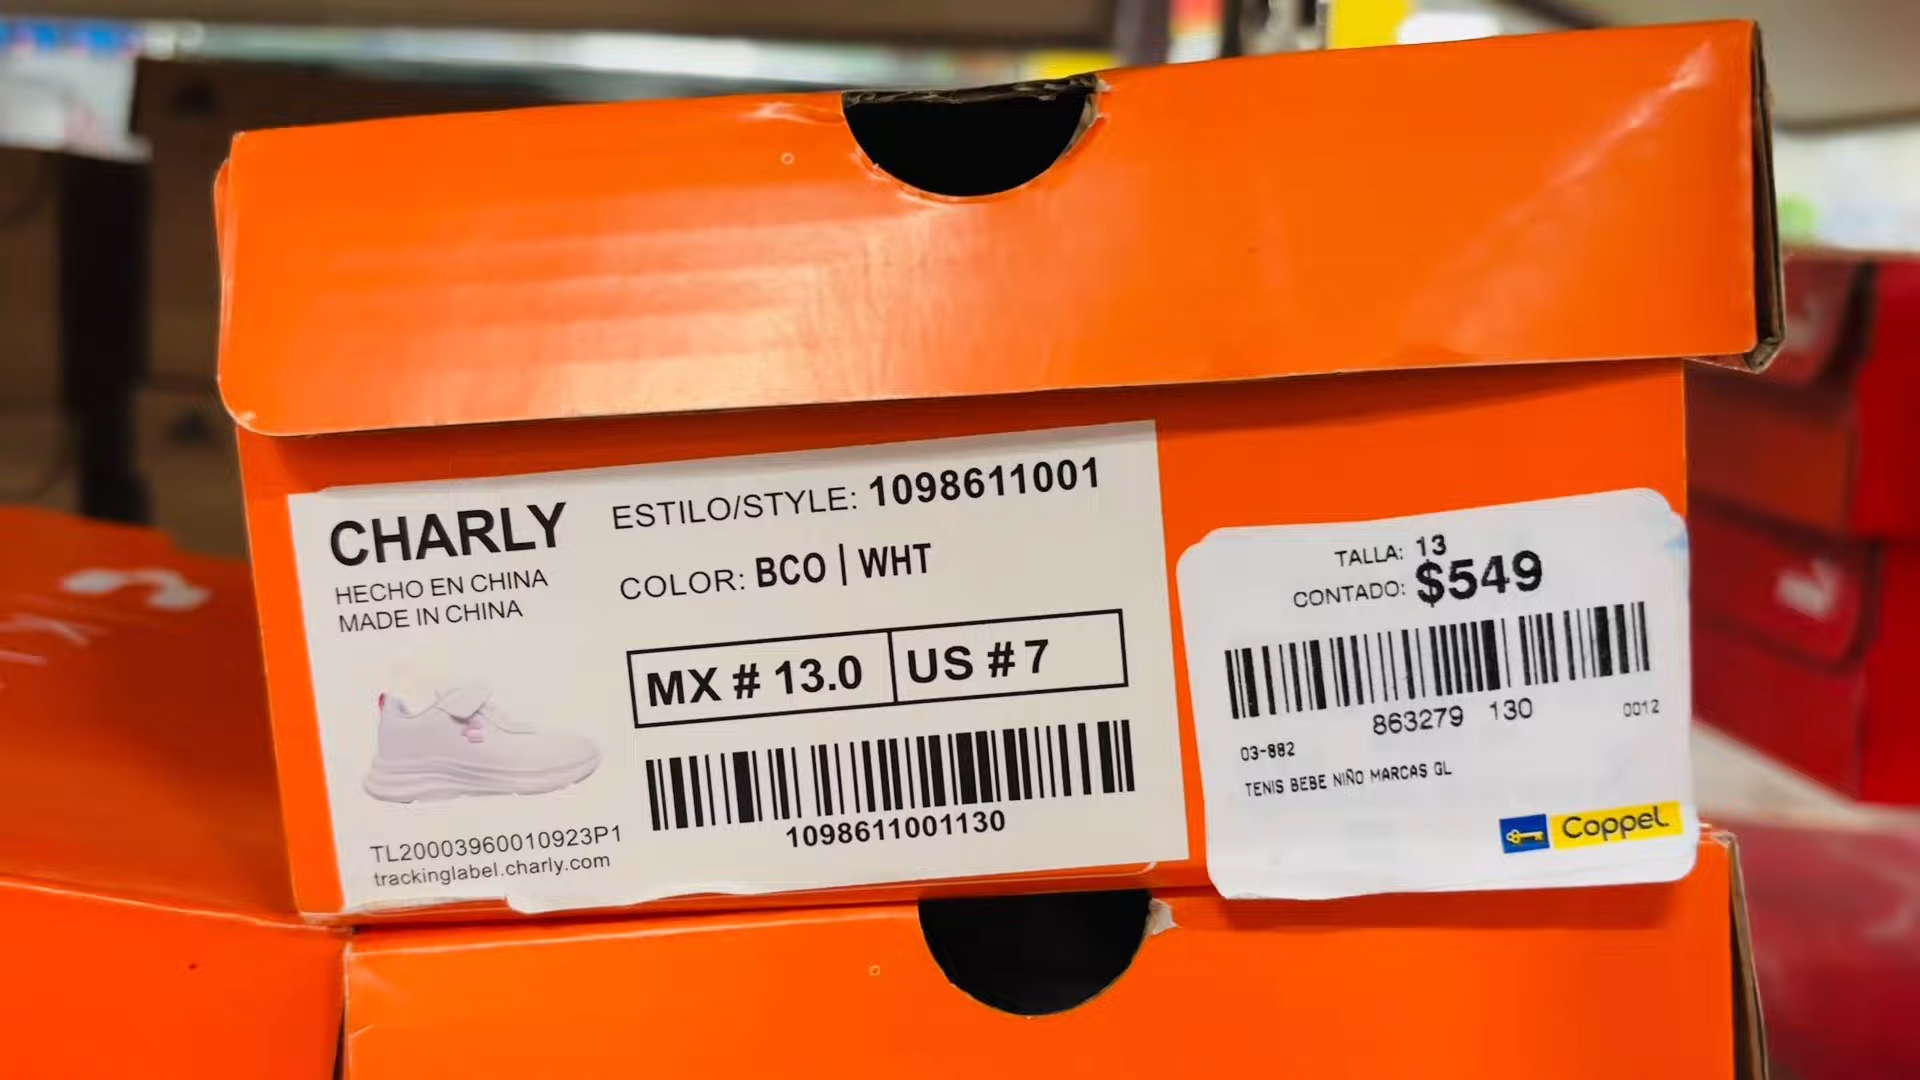 CHARLY
HECHO EN CHINA
MADE IN CHINA
ESTILO/STYLE: 1098611001
COLOR: BCO | WHT
MX # 13.0
US # 7
1098611001130
TL20003960010923P1
trackinglabel.charly.com
TALLA: 13
CONTADO: $549
863279 130
0012
03-882
TENIS BEBE NIÑO MARCAS GL
Coppel